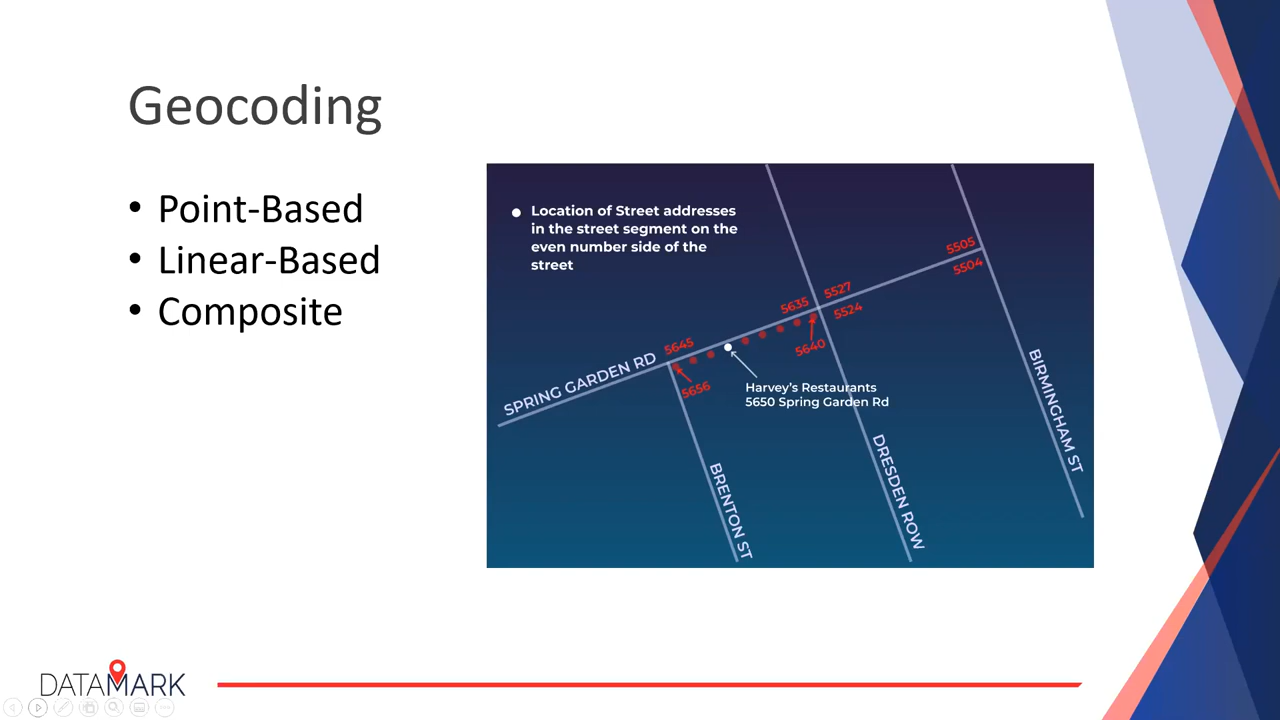 Geocoding
• Point-Based
• Linear-Based
• Composite
Location of Street addresses
in the street segment on the
even number side of the
street
5505
5504
5527
5524
5635
5640
5645
5656
SPRING GARDEN RD
Harvey's Restaurants
5650 Spring Garden Rd
BRENTON ST
DRESDEN ROW
BIRMINGHAM ST
DATAMARK